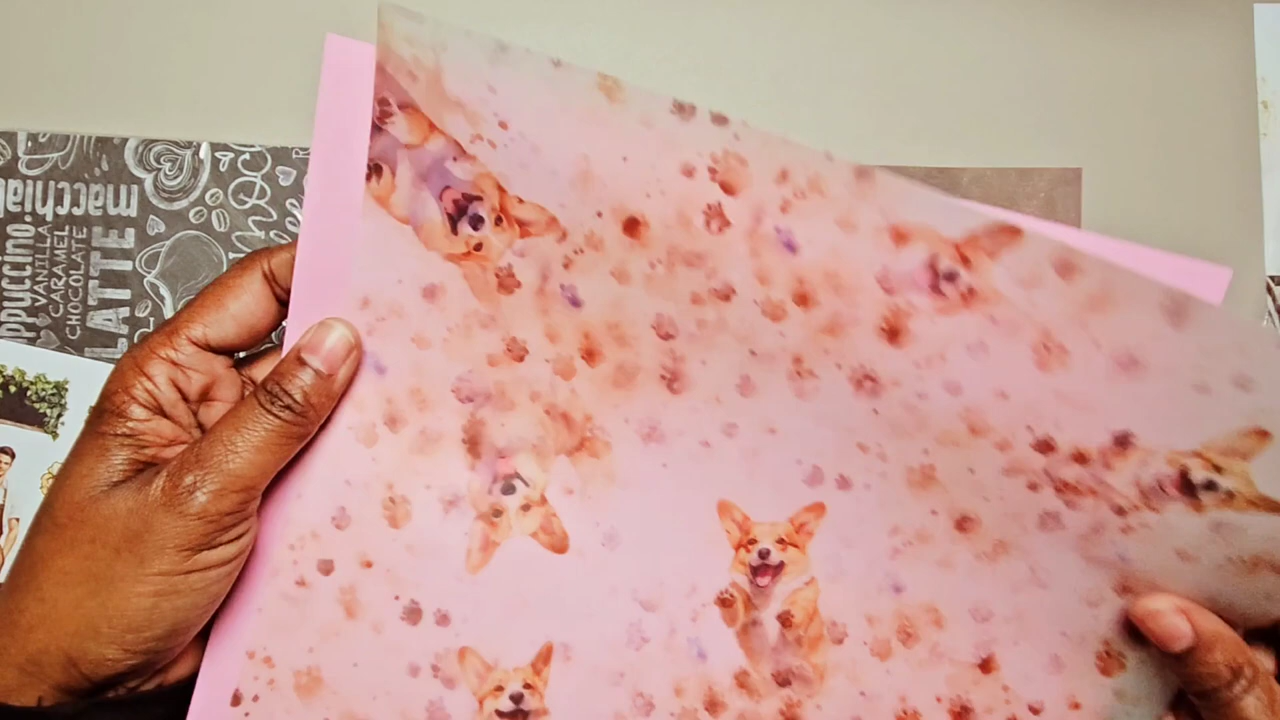 ppuccino
VANILLA
CARAMEL
CHOCOLATE
LATTE
macchia